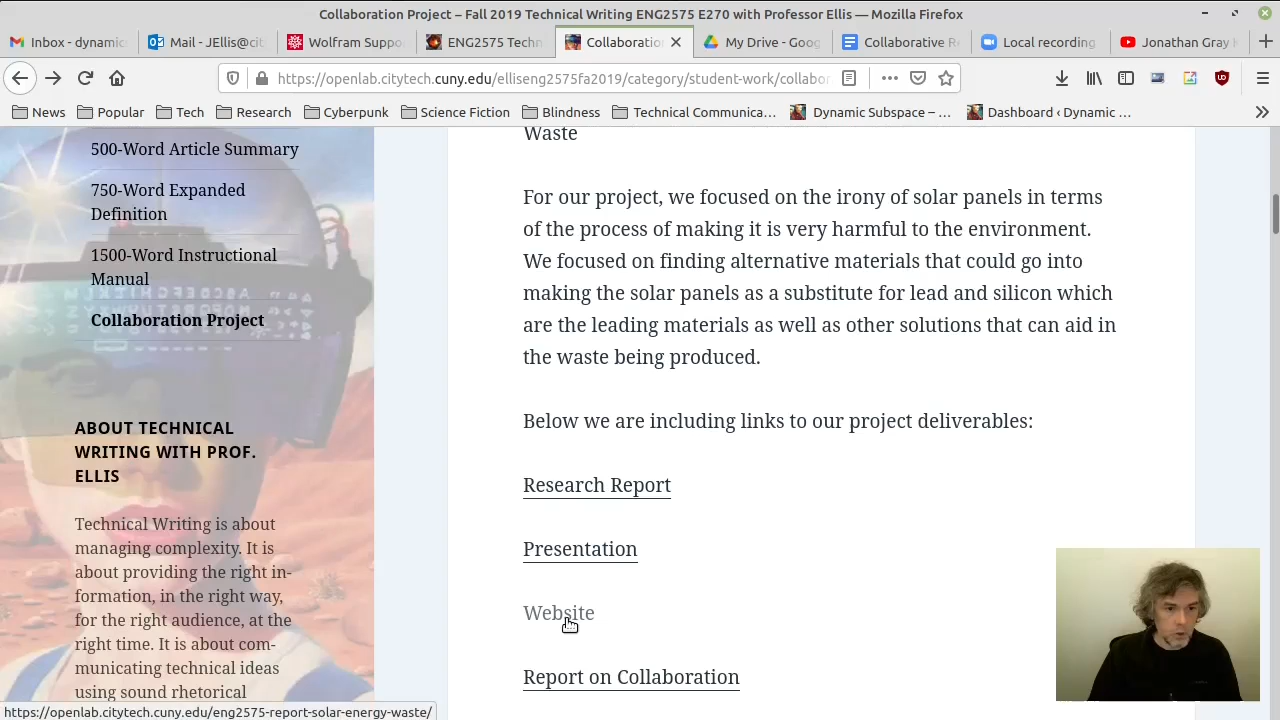 Collaboration Project – Fall 2019 Technical Writing ENG2575 E270 with Professor Ellis — Mozilla Firefox
Inbox - dynamic
Mail - JEllis@cit
Wolfram Suppo
ENG2575 Techn
Collaboration
My Drive - Goog
Collaborative Re
Local recording
Jonathan Gray K
https://openlab.citytech.cuny.edu/elliseng2575fa2019/category/student-work/collabor
News
Popular
Tech
Research
Cyberpunk
Science Fiction
Blindness
Technical Communica…
Dynamic Subspace – …
Dashboard ‹ Dynamic …
500-Word Article Summary
750-Word Expanded
Definition
1500-Word Instructional
Manual
Collaboration Project
ABOUT TECHNICAL
WRITING WITH PROF.
ELLIS
Technical Writing is about
managing complexity. It is
about providing the right in-
formation, in the right way,
for the right audience, at the
right time. It is about com-
municating technical ideas
using sound rhetorical
Waste
For our project, we focused on the irony of solar panels in terms
of the process of making it is very harmful to the environment.
We focused on finding alternative materials that could go into
making the solar panels as a substitute for lead and silicon which
are the leading materials as well as other solutions that can aid in
the waste being produced.
Below we are including links to our project deliverables:
Research Report
Presentation
Website
Report on Collaboration
https://openlab.citytech.cuny.edu/eng2575-report-solar-energy-waste/